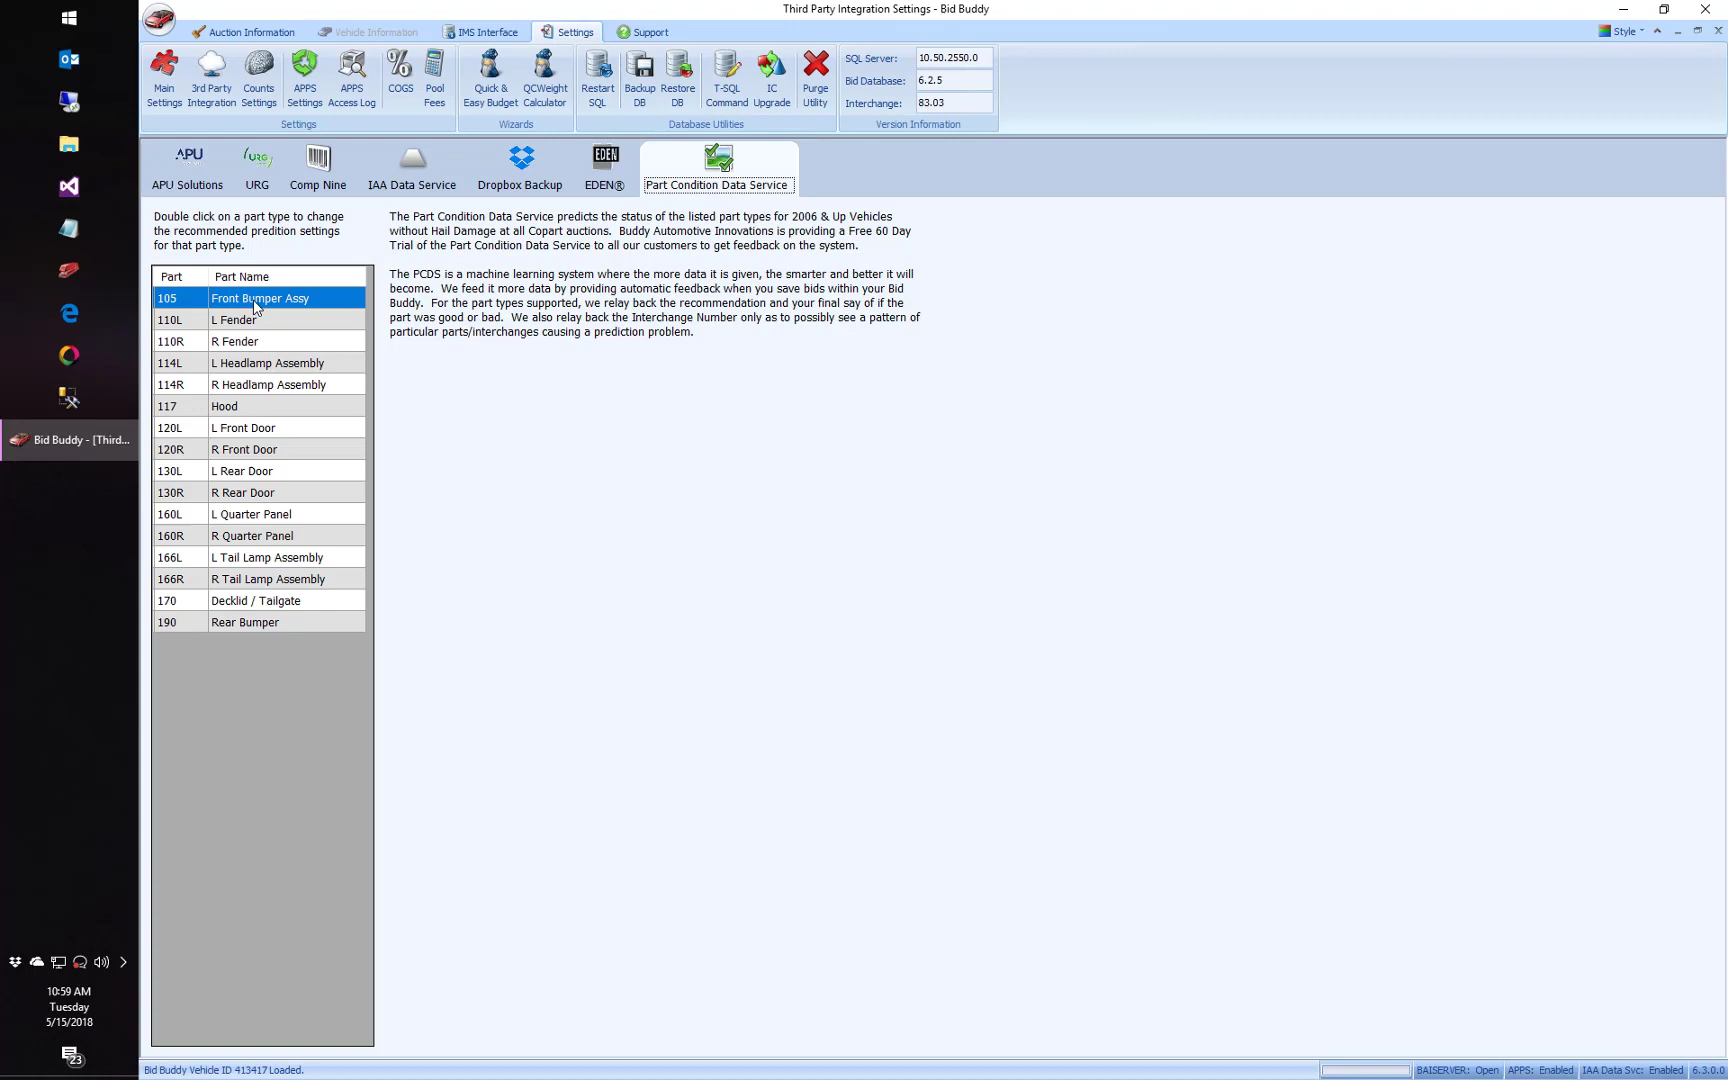 Third Party Integration Settings - Bid Buddy
Auction Information
Vehicle Information
IMS Interface
Settings
Support
Style
Main Settings
3rd Party Integration
Counts Settings
APPS Settings
APPS Access Log
COGS
Pool Fees
Quick & Easy Budget
QCWeight Calculator
Restart SQL
Backup DB
Restore DB
T-SQL Command
IC Upgrade
Purge Utility
SQL Server: 10.50.2550.0
Bid Database: 6.2.5
Interchange: 83.03
Settings
Wizards
Database Utilities
Version Information
APU
URG
EDEN
APU Solutions
URG
Comp Nine
IAA Data Service
Dropbox Backup
EDEN®
Part Condition Data Service
Double click on a part type to change
the recommended predition settings
for that part type.
The Part Condition Data Service predicts the status of the listed part types for 2006 & Up Vehicles
without Hail Damage at all Copart auctions. Buddy Automotive Innovations is providing a Free 60 Day
Trial of the Part Condition Data Service to all our customers to get feedback on the system.
The PCDS is a machine learning system where the more data it is given, the smarter and better it will
become. We feed it more data by providing automatic feedback when you save bids within your Bid
Buddy. For the part types supported, we relay back the recommendation and your final say of if the
part was good or bad. We also relay back the Interchange Number only as to possibly see a pattern of
particular parts/interchanges causing a prediction problem.
Part Part Name
105 Front Bumper Assy
110L L Fender
110R R Fender
114L L Headlamp Assembly
114R R Headlamp Assembly
117 Hood
120L L Front Door
120R R Front Door
130L L Rear Door
130R R Rear Door
160L L Quarter Panel
160R R Quarter Panel
166L L Tail Lamp Assembly
166R R Tail Lamp Assembly
170 Decklid / Tailgate
190 Rear Bumper
Bid Buddy - [Third...
10:59 AM
Tuesday
5/15/2018
23
Bid Buddy Vehicle ID 413417 Loaded.
BAISERVER: Open
APPS: Enabled
IAA Data Svc: Enabled
6.3.0.0